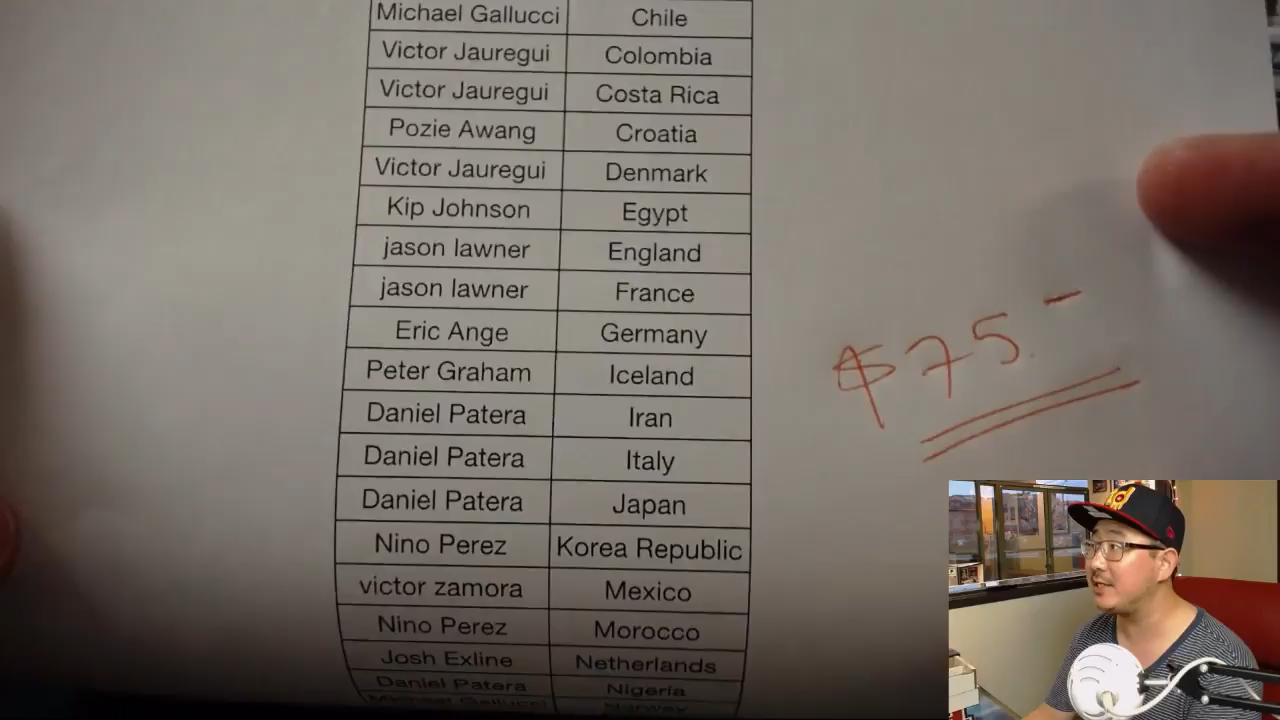 Michael Gallucci Chile
Victor Jauregui Colombia
Victor Jauregui Costa Rica
Pozie Awang Croatia
Victor Jauregui Denmark
Kip Johnson Egypt
jason lawner England
jason lawner France
Eric Ange Germany
Peter Graham Iceland
Daniel Patera Iran
Daniel Patera Italy
Daniel Patera Japan
Nino Perez Korea Republic
victor zamora Mexico
Nino Perez Morocco
Josh Exline Netherlands
Daniel Patera Nigeria
Michael Gallucci Norway
$75.-